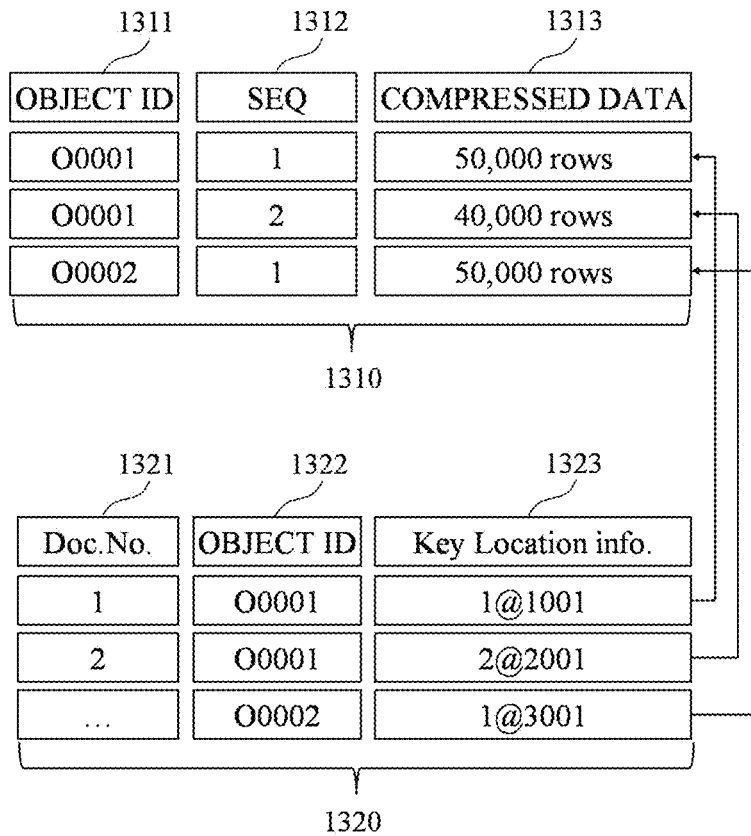 1311 1312 1313
OBJECT ID SEQ COMPRESSED DATA
O0001 1 50,000 rows
O0001 2 40,000 rows
O0002 1 50,000 rows
1310
1321 1322 1323
Doc.No. OBJECT ID Key Location info.
1 O0001 1@1001
2 O0001 2@2001
... O0002 1@3001
1320